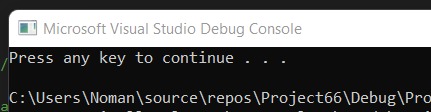 Microsoft Visual Studio Debug Console
Press any key to continue . . .
C:\Users\Noman\source\repos\Project66\Debug\Pro